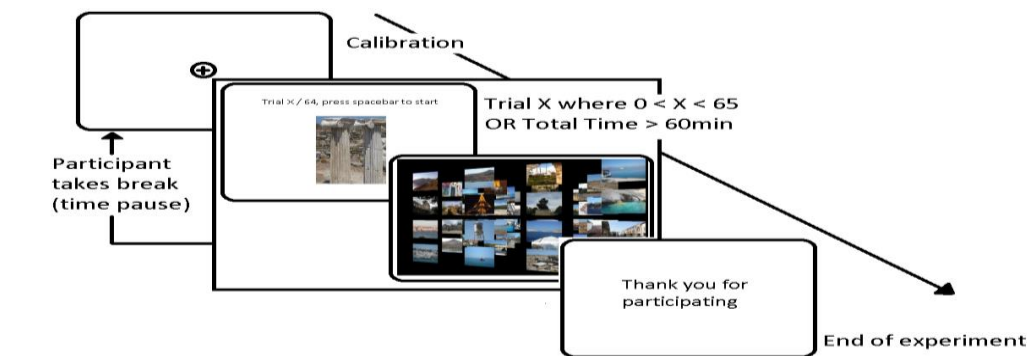 Calibration
Trial X / 64, press spacebar to start
Trial X where 0 < X < 65
OR Total Time > 60min
Participant
takes break
(time pause)
Thank you for
participating
End of experiment